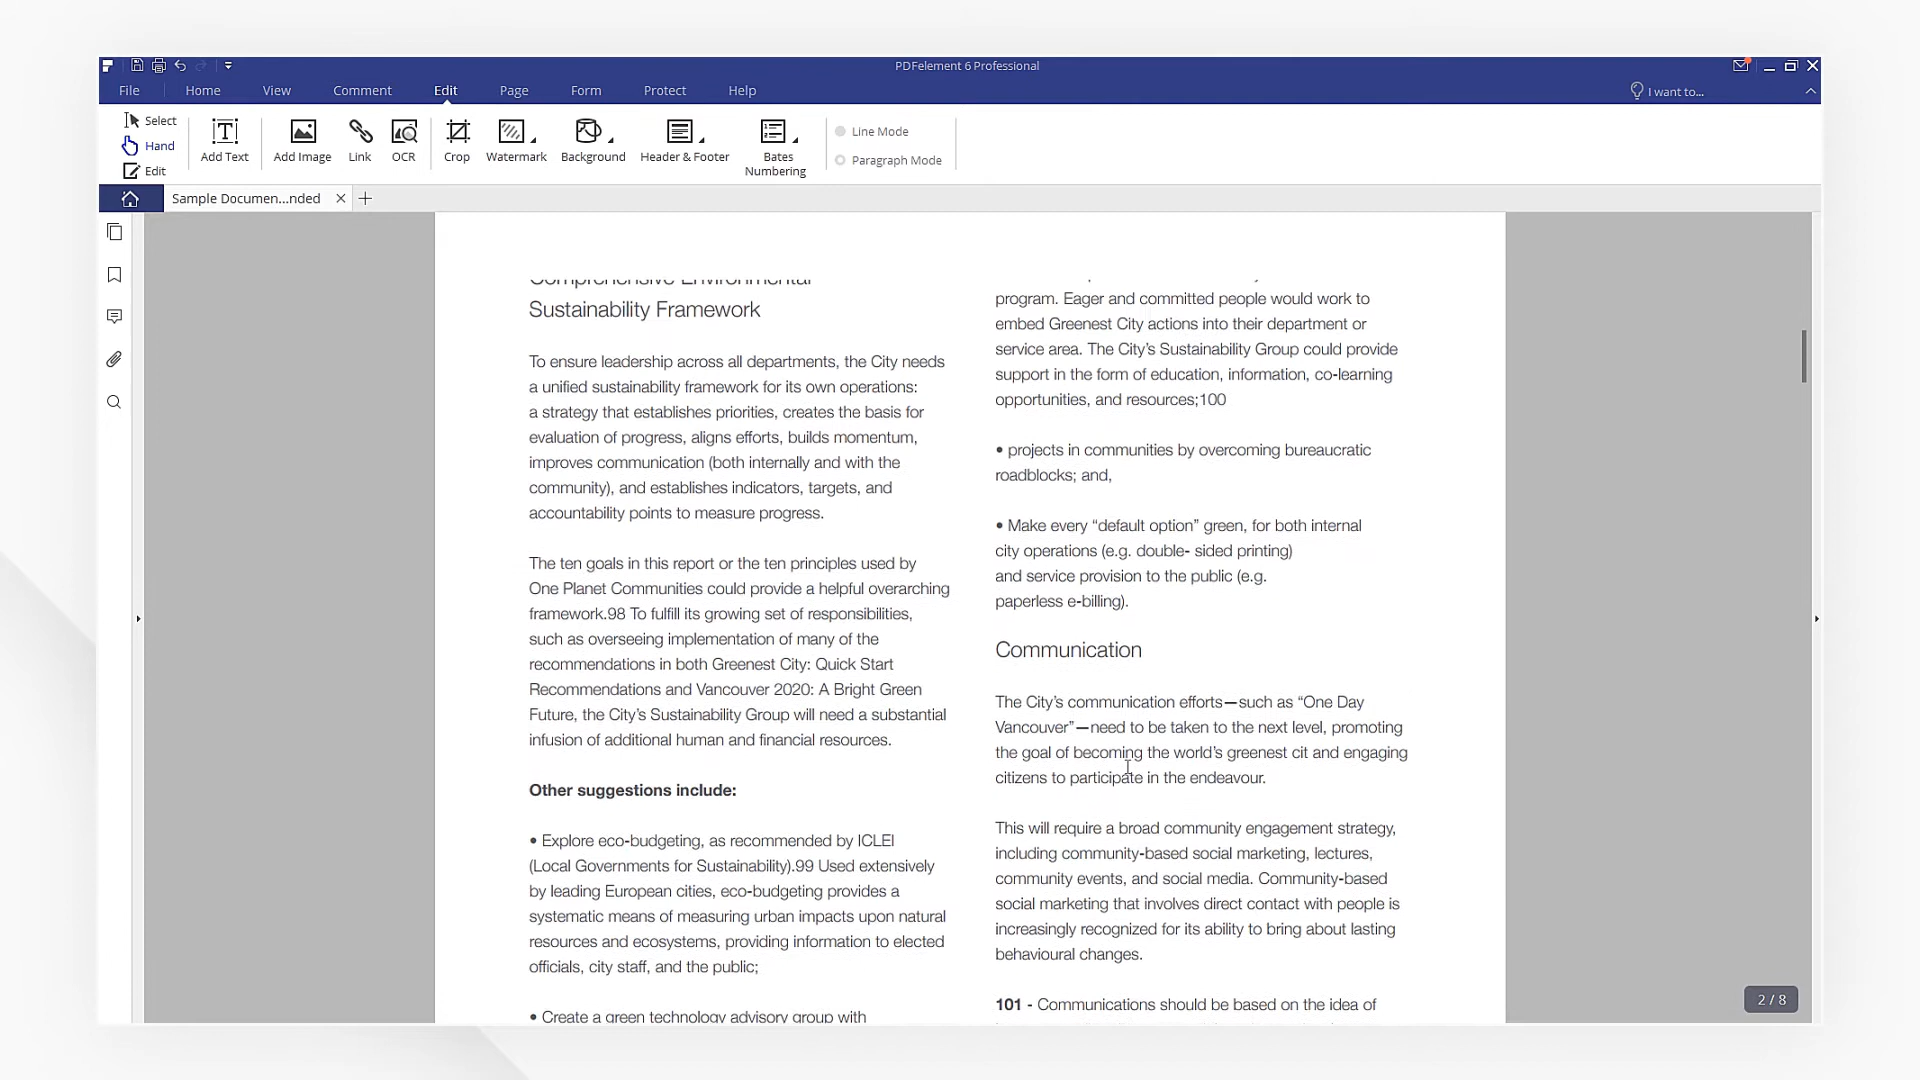 PDFelement 6 Professional
File Home View Comment Edit Page Form Protect Help I want to...
Select
Hand
Edit
Add Text
Add Image
Link
OCR
Crop
Watermark
Background
Header & Footer
Bates
Numbering
Line Mode
Paragraph Mode
Sample Documen...nded
Comprehensive Environmental
Sustainability Framework
To ensure leadership across all departments, the City needs
a unified sustainability framework for its own operations:
a strategy that establishes priorities, creates the basis for
evaluation of progress, aligns efforts, builds momentum,
improves communication (both internally and with the
community), and establishes indicators, targets, and
accountability points to measure progress.
The ten goals in this report or the ten principles used by
One Planet Communities could provide a helpful overarching
framework.98 To fulfill its growing set of responsibilities,
such as overseeing implementation of many of the
recommendations in both Greenest City: Quick Start
Recommendations and Vancouver 2020: A Bright Green
Future, the City's Sustainability Group will need a substantial
infusion of additional human and financial resources.
Other suggestions include:
• Explore eco-budgeting, as recommended by ICLEI
(Local Governments for Sustainability).99 Used extensively
by leading European cities, eco-budgeting provides a
systematic means of measuring urban impacts upon natural
resources and ecosystems, providing information to elected
officials, city staff, and the public;
• Create a green technology advisory group with
program. Eager and committed people would work to
embed Greenest City actions into their department or
service area. The City's Sustainability Group could provide
support in the form of education, information, co-learning
opportunities, and resources;100
• projects in communities by overcoming bureaucratic
roadblocks; and,
• Make every “default option” green, for both internal
city operations (e.g. double- sided printing)
and service provision to the public (e.g.
paperless e-billing).
Communication
The City's communication efforts—such as “One Day
Vancouver”—need to be taken to the next level, promoting
the goal of becoming the world's greenest cit and engaging
citizens to participate in the endeavour.
This will require a broad community engagement strategy,
including community-based social marketing, lectures,
community events, and social media. Community-based
social marketing that involves direct contact with people is
increasingly recognized for its ability to bring about lasting
behavioural changes.
101 - Communications should be based on the idea of
2 / 8